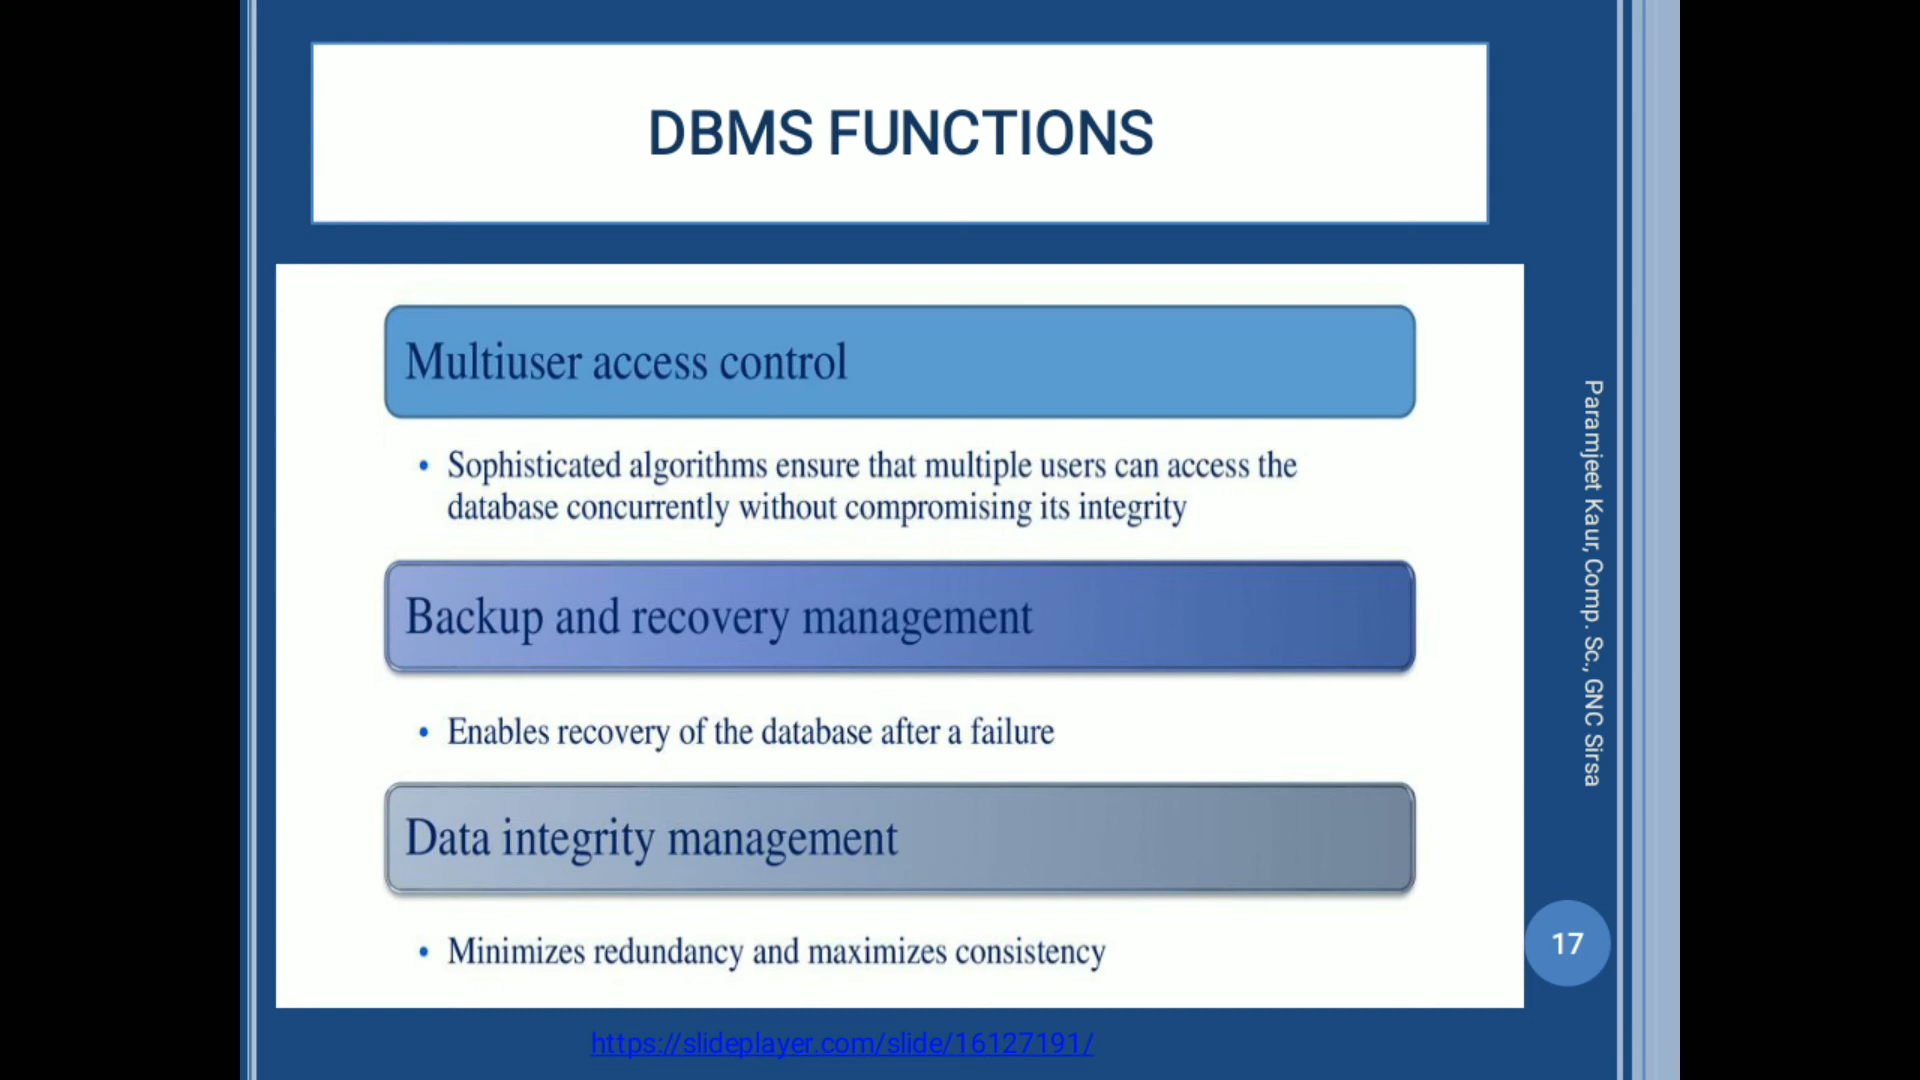 DBMS FUNCTIONS
Multiuser access control
• Sophisticated algorithms ensure that multiple users can access the
database concurrently without compromising its integrity
Backup and recovery management
• Enables recovery of the database after a failure
Data integrity management
• Minimizes redundancy and maximizes consistency
Paramjeet Kaur, Comp. Sc., GNC Sirsa
17
https://slideplayer.com/slide/16127191/